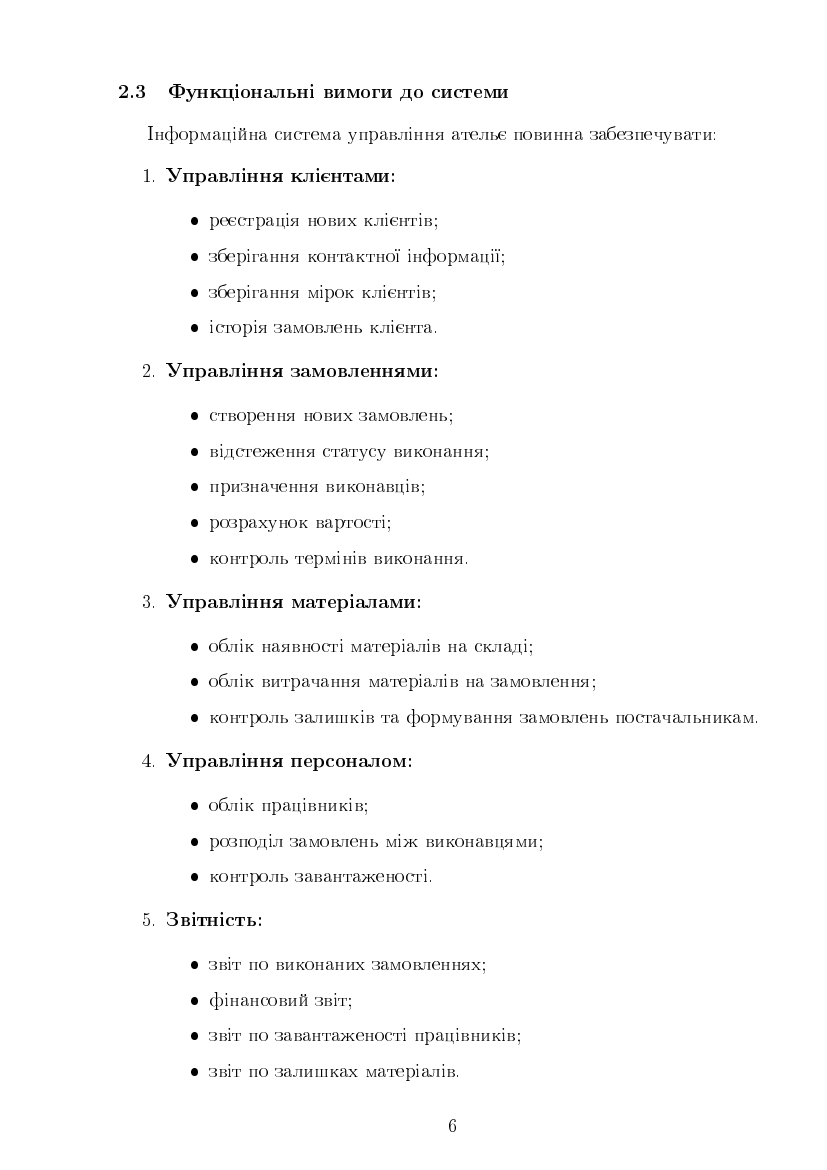 2.3 Функціональні вимоги до системи
Інформаційна система управління ательє повинна забезпечувати:
1. Управління клієнтами:
• реєстрація нових клієнтів;
• зберігання контактної інформації;
• зберігання мірок клієнтів;
• історія замовлень клієнта.
2. Управління замовленнями:
• створення нових замовлень;
• відстеження статусу виконання;
• призначення виконавців;
• розрахунок вартості;
• контроль термінів виконання.
3. Управління матеріалами:
• облік наявності матеріалів на складі;
• облік витрачання матеріалів на замовлення;
• контроль залишків та формування замовлень постачальникам.
4. Управління персоналом:
• облік працівників;
• розподіл замовлень між виконавцями;
• контроль завантаженості.
5. Звітність:
• звіт по виконаних замовленнях;
• фінансовий звіт;
• звіт по завантаженості працівників;
• звіт по залишках матеріалів.
6